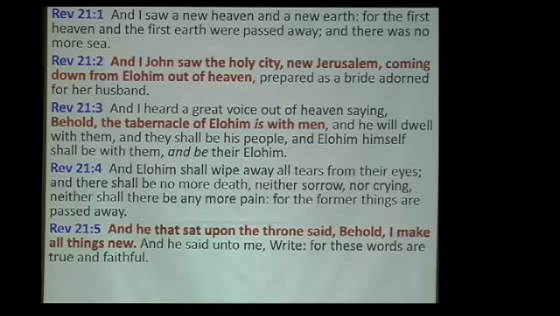 Rev 21:1 And I saw a new heaven and a new earth: for the first
heaven and the first earth were passed away; and there was no
more sea.
Rev 21:2 And I John saw the holy city, new Jerusalem, coming
down from Elohim out of heaven, prepared as a bride adorned
for her husband.
Rev 21:3 And I heard a great voice out of heaven saying,
Behold, the tabernacle of Elohim is with men, and he will dwell
with them, and they shall be his people, and Elohim himself
shall be with them, and be their Elohim.
Rev 21:4 And Elohim shall wipe away all tears from their eyes;
and there shall be no more death, neither sorrow, nor crying,
neither shall there be any more pain: for the former things are
passed away.
Rev 21:5 And he that sat upon the throne said, Behold, I make
all things new. And he said unto me, Write: for these words are
true and faithful.